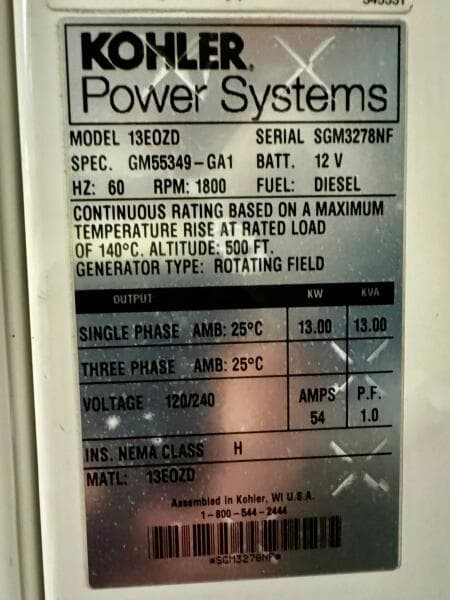 KOHLER.
Power Systems
MODEL 13EOZD SERIAL SGM3278NF
SPEC. GM55349-GA1 BATT. 12 V
HZ: 60 RPM: 1800 FUEL: DIESEL
CONTINUOUS RATING BASED ON A MAXIMUM
TEMPERATURE RISE AT RATED LOAD
OF 140°C. ALTITUDE: 500 FT.
GENERATOR TYPE: ROTATING FIELD
OUTPUT KW KVA
SINGLE PHASE AMB: 25°C 13.00 13.00
THREE PHASE AMB: 25°C
VOLTAGE 120/240 AMPS P.F.
54 1.0
INS. NEMA CLASS H
MATL: 13EOZD
Assembled in Kohler, WI U.S.A.
1-800-544-2444
*SGM3278NF*